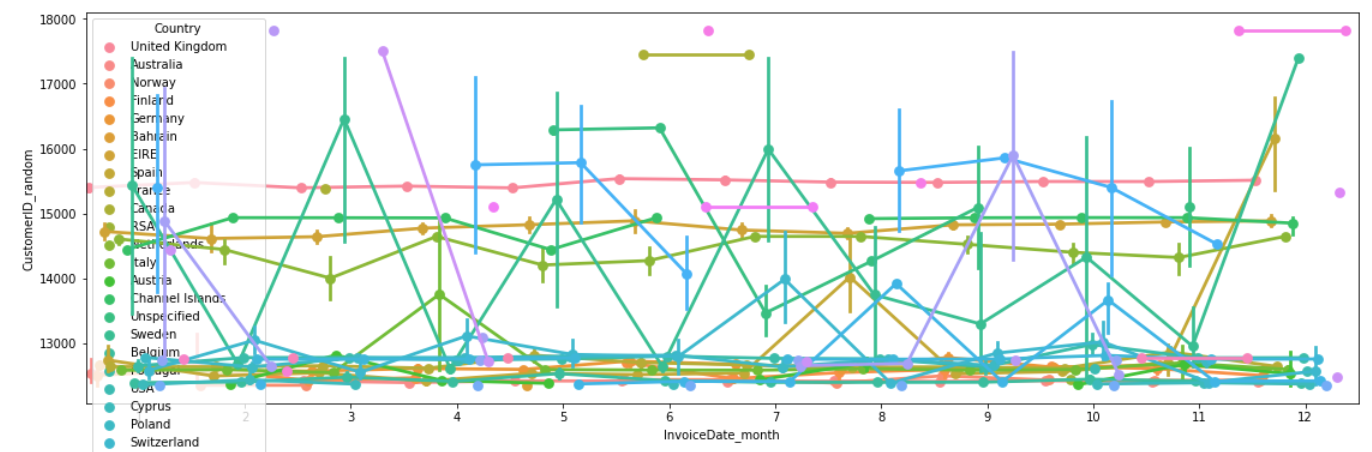 18000
17000
16000
15000
14000
13000
CustomerID_random
Country
United Kingdom
Australia
Norway
Finland
Germany
Bahrain
EIRE
Spain
France
Canada
RSA
Netherlands
Italy
Austria
Channel Islands
Unspecified
Sweden
Belgium
Portugal
USA
Cyprus
Poland
Switzerland
2 3 4 5 6 7 8 9 10 11 12
InvoiceDate_month